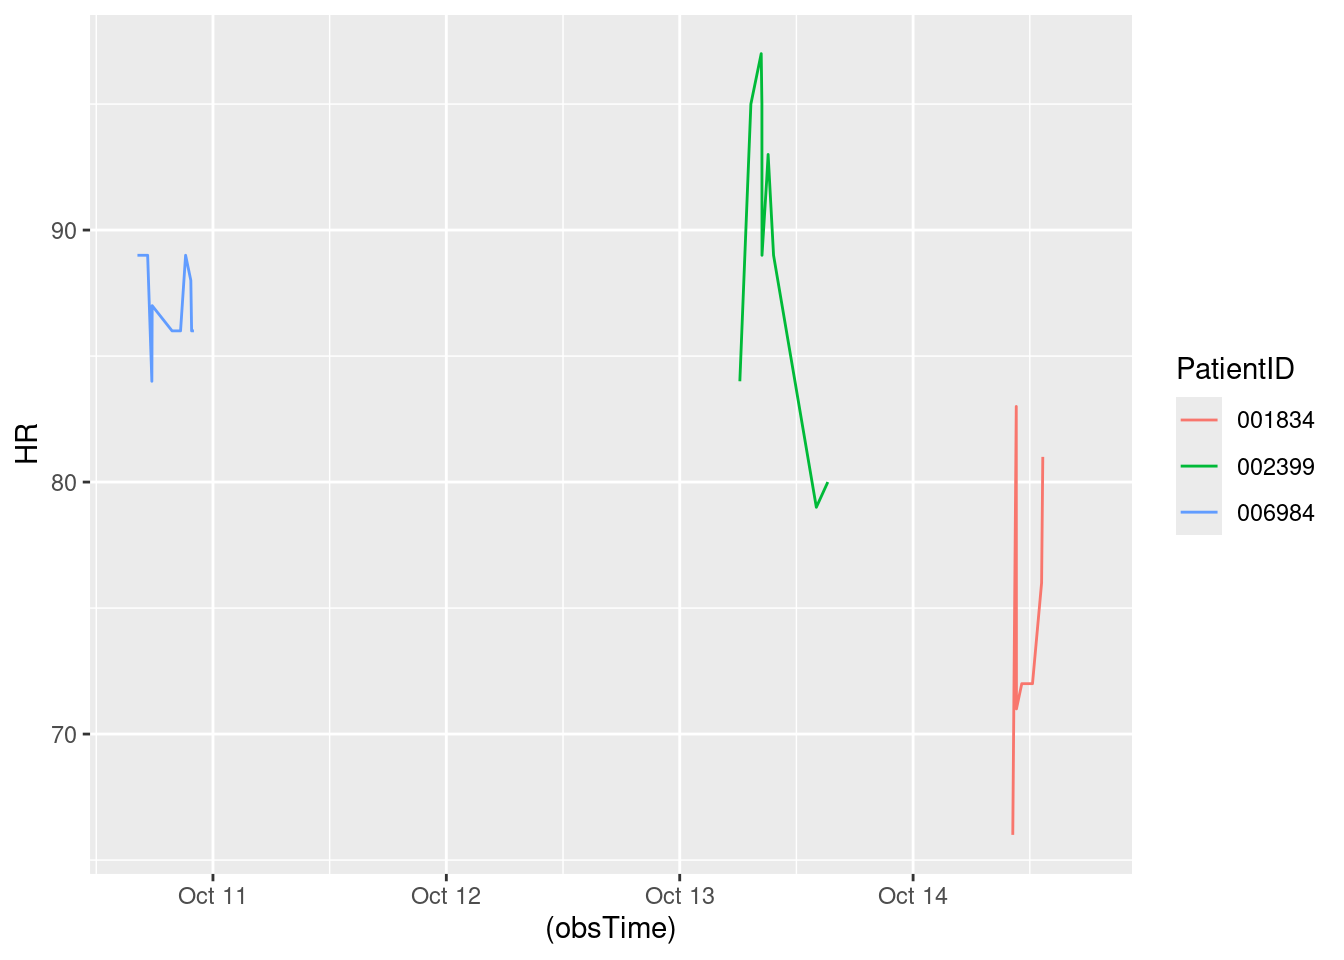 HR
90
80
70
Oct 11
Oct 12
Oct 13
Oct 14
(obsTime)
PatientID
001834
002399
006984